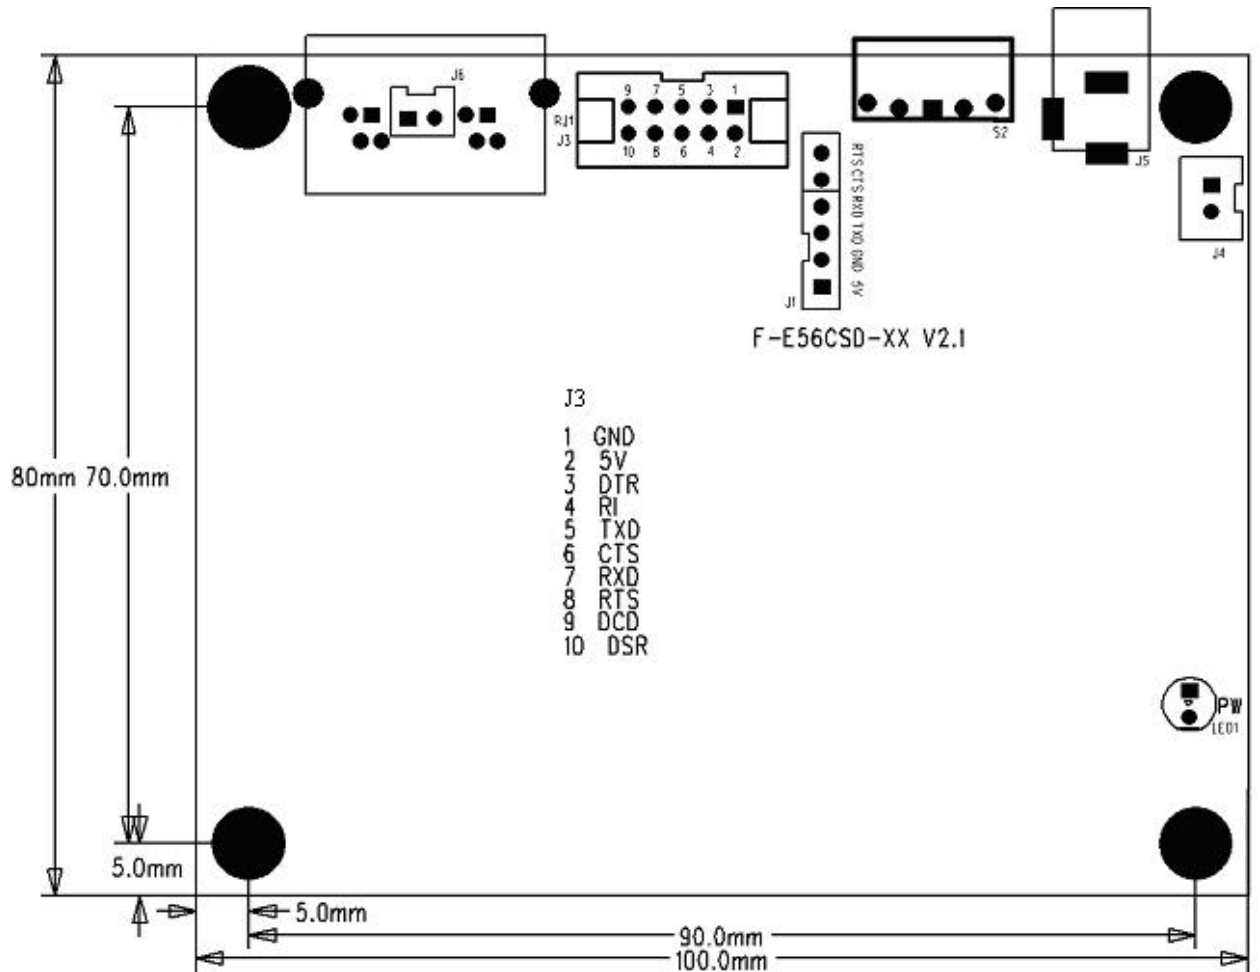 J6
9 7 5 3 1
RJ1
J3
10 8 6 4 2
S2
J5
RTS CTS RXD TXD GND 5V
J4
J1
F-E56CSD-XX V2.1
J3
1 GND
2 5V
3 DTR
4 RI
5 TXD
6 CTS
7 RXD
8 RTS
9 DCD
10 DSR
80mm 70.0mm
PW
LED1
5.0mm
5.0mm
90.0mm
100.0mm